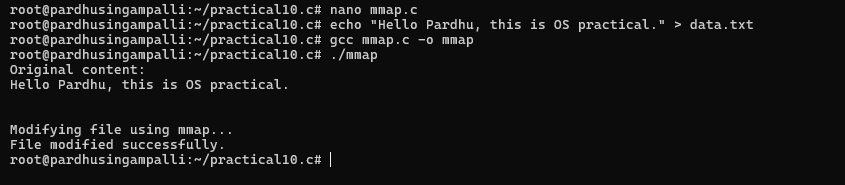 root@pardhusingampalli:~/practical10.c# nano mmap.c
root@pardhusingampalli:~/practical10.c# echo "Hello Pardhu, this is OS practical." > data.txt
root@pardhusingampalli:~/practical10.c# gcc mmap.c -o mmap
root@pardhusingampalli:~/practical10.c# ./mmap
Original content:
Hello Pardhu, this is OS practical.
Modifying file using mmap...
File modified successfully.
root@pardhusingampalli:~/practical10.c#